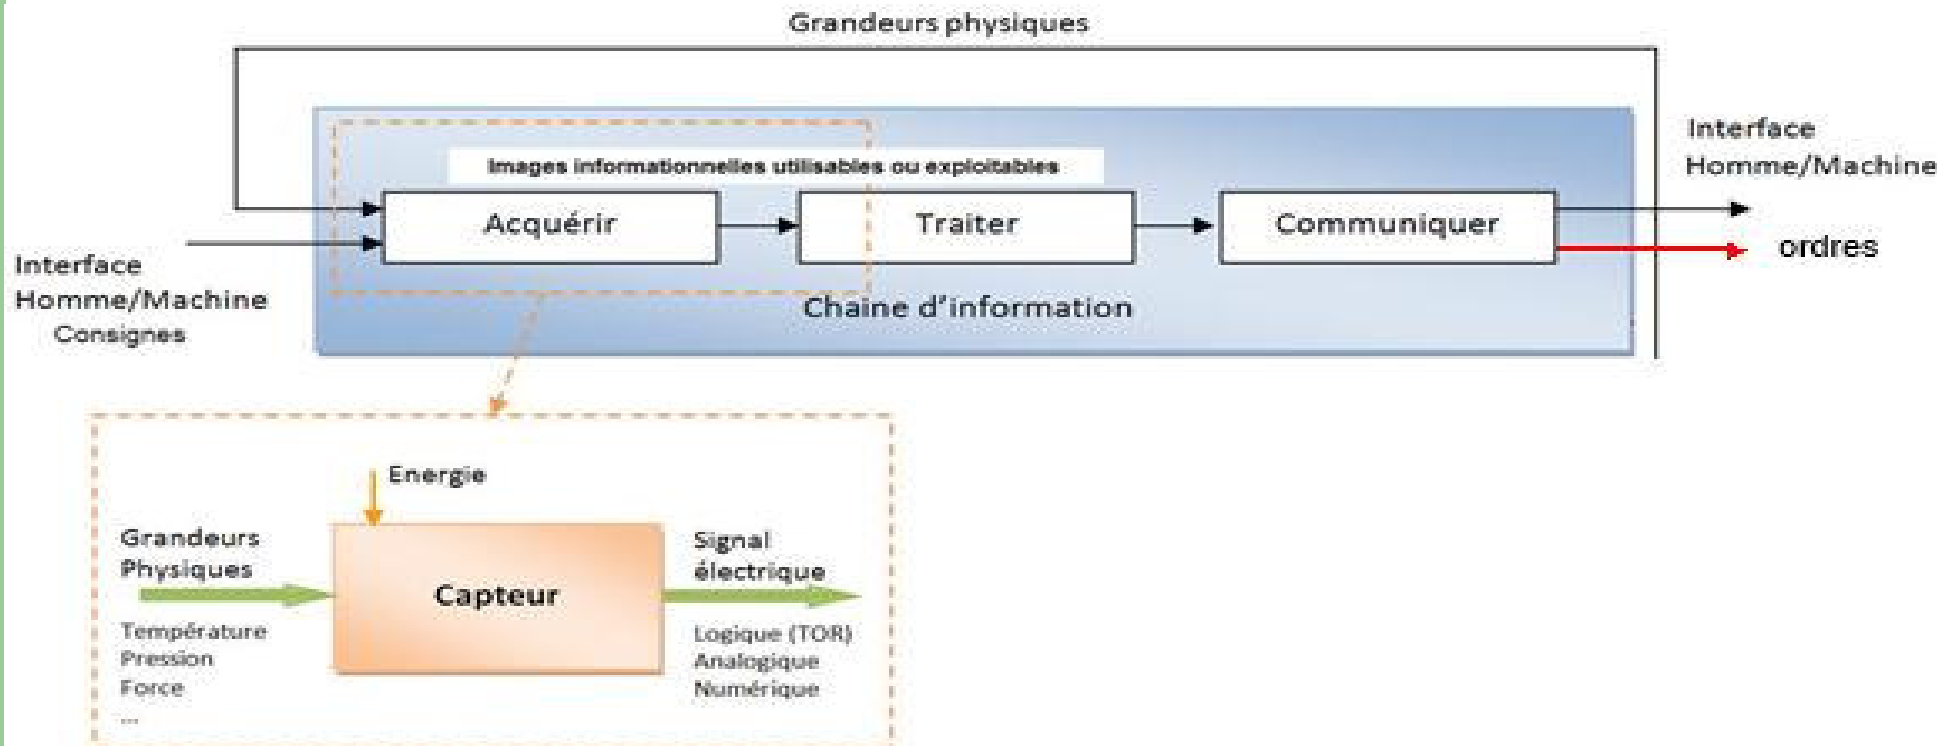 Grandeurs physiques
Interface
Homme/Machine
Images informationnelles utilisables ou exploitables
Acquérir
Traiter
Communiquer
ordres
Interface
Homme/Machine
Consignes
Chaine d'information
Energie
Grandeurs
Physiques
Capteur
Signal
électrique
Température
Pression
Force
...
Logique (TOR)
Analogique
Numérique